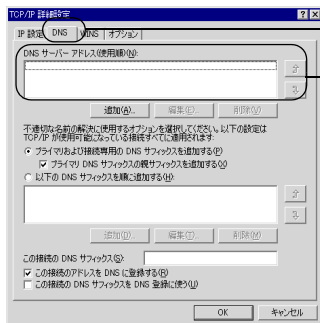 TCP/IP 詳細設定
IP 設定 DNS WINS オプション
DNS サーバー アドレス(使用順)(N):
追加(A)... 編集(E)... 削除(V)
不適切な名前の解決に使用するオプションを選択してください。以下の設定は
TCP/IP が使用可能になっている接続すべてに適用されます:
プライマリおよび接続専用の DNS サフィックスを追加する(P)
プライマリ DNS サフィックスの親サフィックスを追加する(X)
以下の DNS サフィックスを順に追加する(H):
追加(D)... 編集(T)... 削除(M)
この接続の DNS サフィックス(S):
この接続のアドレスを DNS に登録する(R)
この接続の DNS サフィックスを DNS 登録に使う(U)
OK キャンセル